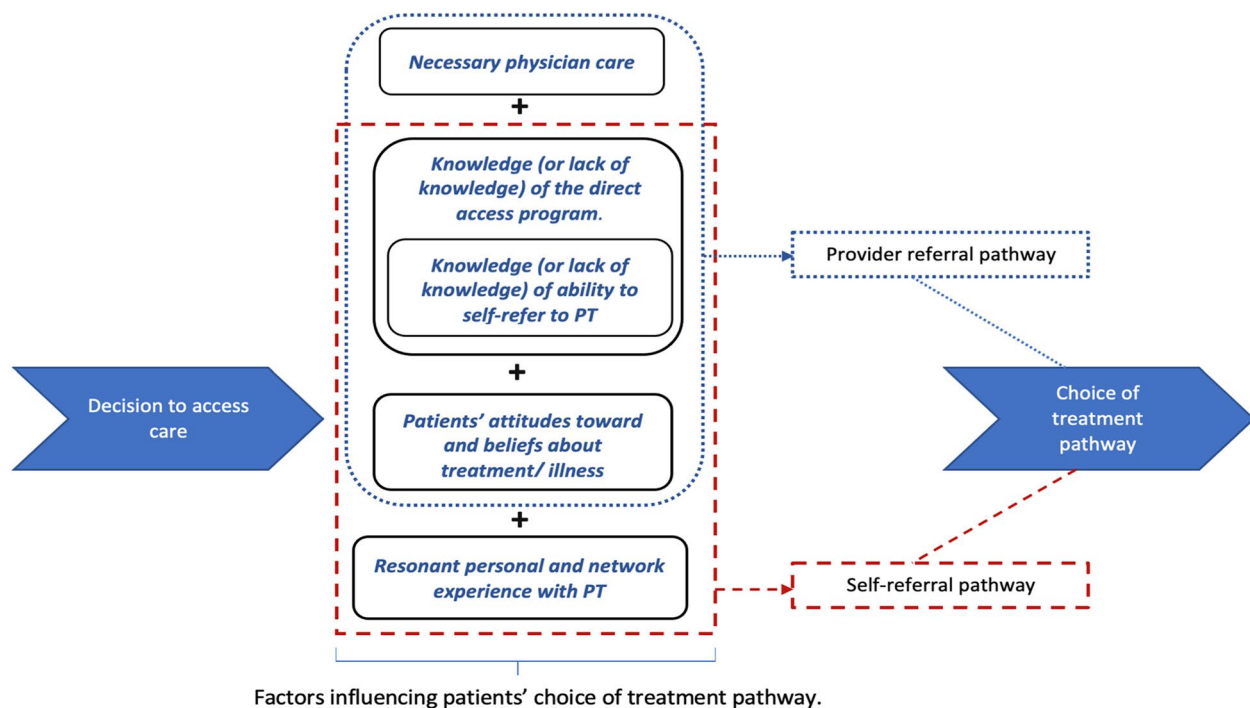 Necessary physician care
+
Knowledge (or lack of
knowledge) of the direct
access program.
Knowledge (or lack of
knowledge) of ability to
self-refer to PT
+
Patients' attitudes toward
and beliefs about
treatment/ illness
+
Resonant personal and network
experience with PT
Decision to access
care
Provider referral pathway
Choice of
treatment
pathway
Self-referral pathway
Factors influencing patients' choice of treatment pathway.